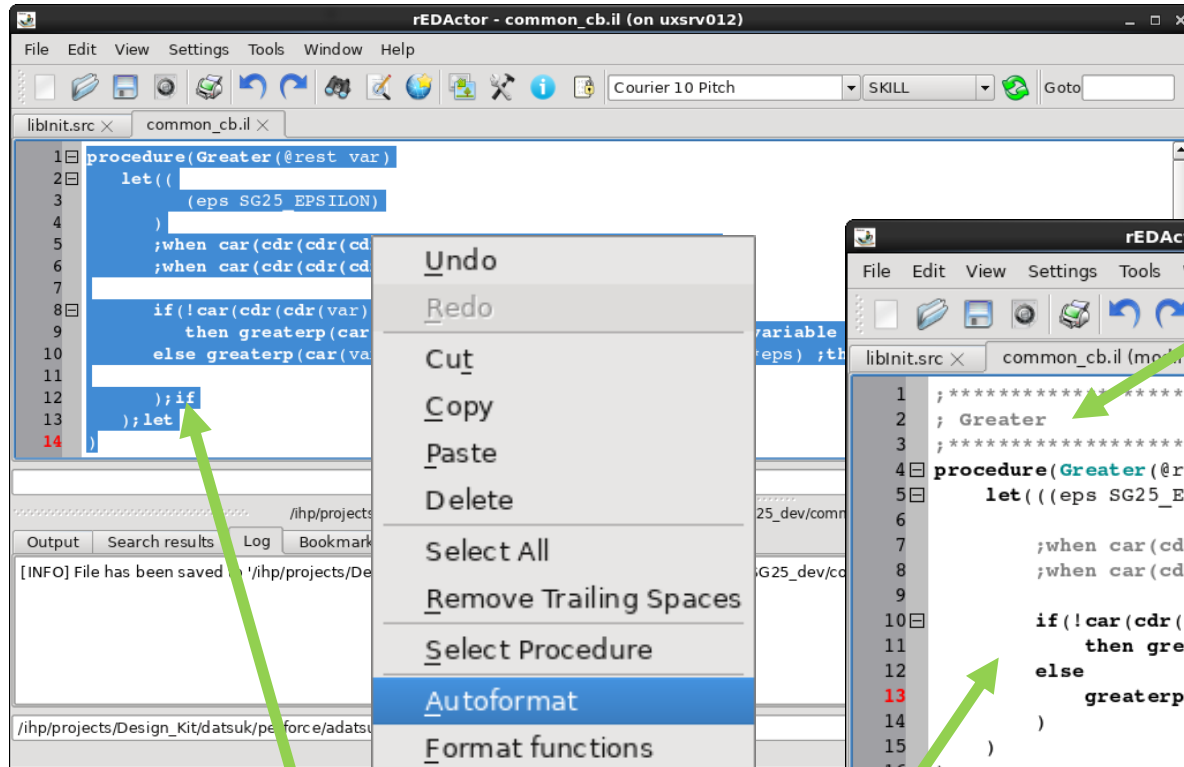 rEDActor - common_cb.il (on uxsrv012)
File Edit View Settings Tools Window Help
Courier 10 Pitch SKILL Goto
libInit.src common_cb.il
1 procedure(Greater(@rest var)
2 let((
3 (eps SG25_EPSILON)
4 )
5 ;when car(cdr(cdr(cd
6 ;when car(cdr(cdr(cd
7
8 if(!car(cdr(cdr(var)
9 then greaterp(car variable
10 else greaterp(car(va eps) ;th
11
12 );if
13 );let
14 )
Undo
Redo
Cut
Copy
Paste
Delete
Select All
Remove Trailing Spaces
Select Procedure
Autoformat
Format functions
/ihp/projects 25_dev/comm
Output Search results Log Bookmark
[INFO] File has been saved '/ihp/projects/De SG25_dev/co
/ihp/projects/Design_Kit/datsuk/perforce/adatsu
rEDAc
File Edit View Settings Tools
libInit.src common_cb.il
1 ;********************
2 ; Greater
3 ;********************
4 procedure(Greater(@r
5 let(((eps SG25_E
6
7 ;when car(cd
8 ;when car(cd
9
10 if(!car(cdr(
11 then gre
12 else
13 greaterp
14 )
15 )